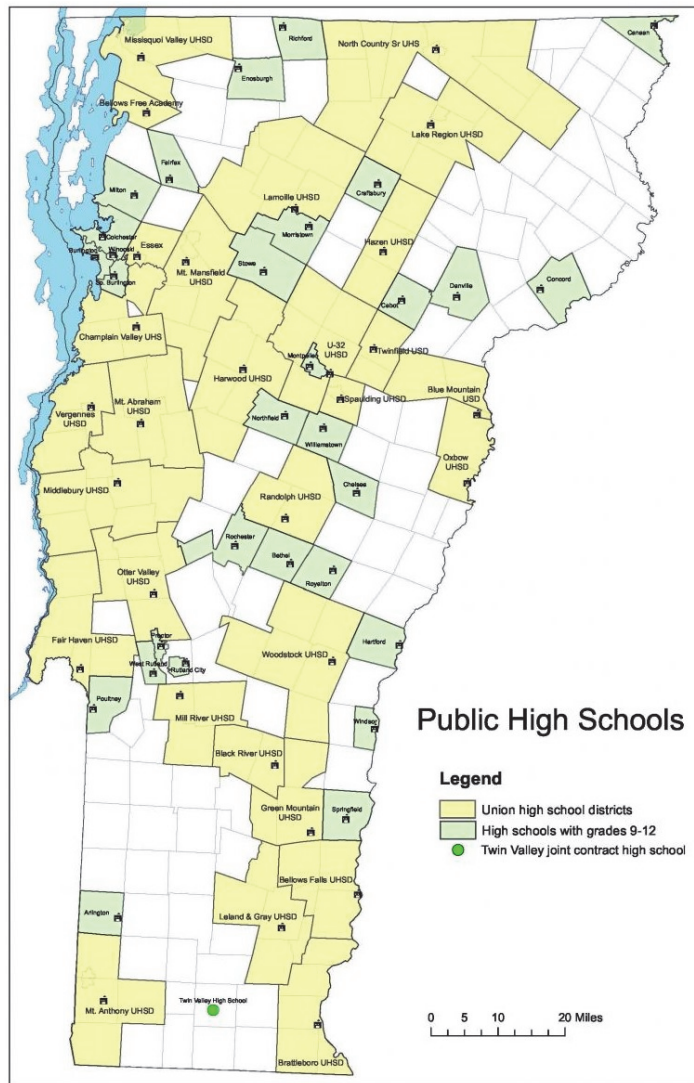 Missisquoi Valley UHSD
Richford
North Country Sr UHS
Canaan
Enosburgh
Bellows Free Academy
Lake Region UHSD
Fairfax
Milton
Craftsbury
Lamoille UHSD
Morristown
Colchester
Winooski
Essex
Burlington
So. Burlington
Mt. Mansfield
UHSD
Stowe
Hazen UHSD
Danville
Concord
Cabot
Champlain Valley UHS
U-32
UHSD
Montpelier
Twinfield USD
Harwood UHSD
Blue Mountain
USD
Spaulding UHSD
Vergennes
UHSD
Mt. Abraham
UHSD
Northfield
Williamstown
Oxbow
UHSD
Middlebury UHSD
Randolph UHSD
Chelsea
Rochester
Bethel
Royalton
Otter Valley
UHSD
Fair Haven UHSD
Proctor
West Rutland
Rutland City
Woodstock UHSD
Hartford
Poultney
Mill River UHSD
Windsor
Public High Schools
Black River UHSD
Legend
Union high school districts
High schools with grades 9-12
Twin Valley joint contract high school
Green Mountain
UHSD
Springfield
Bellows Falls UHSD
Arlington
Leland & Gray UHSD
Twin Valley High School
Mt. Anthony UHSD
0 5 10 20 Miles
Brattleboro UHSD